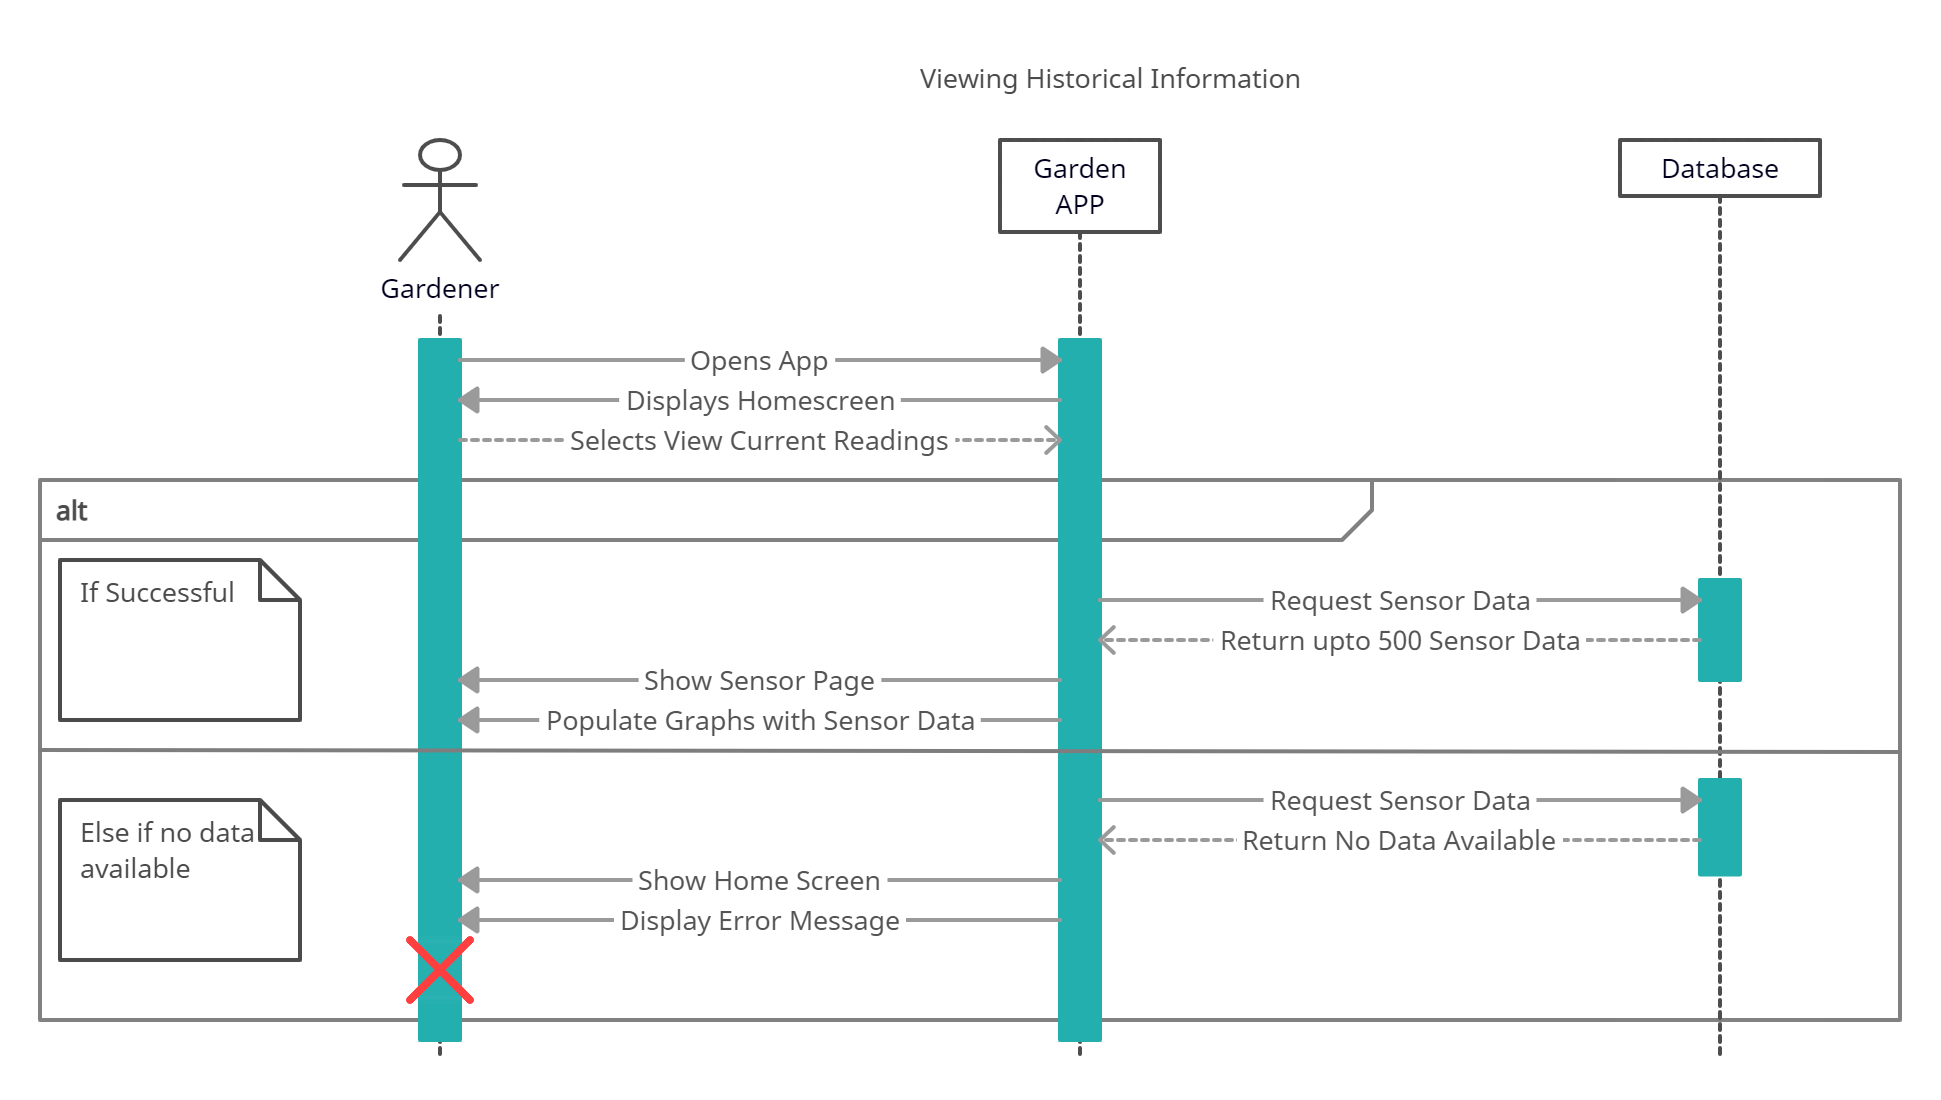 Viewing Historical Information
Garden
APP
Database
Gardener
Opens App
Displays Homescreen
Selects View Current Readings
alt
If Successful
Request Sensor Data
Return upto 500 Sensor Data
Show Sensor Page
Populate Graphs with Sensor Data
Else if no data
available
Request Sensor Data
Return No Data Available
Show Home Screen
Display Error Message